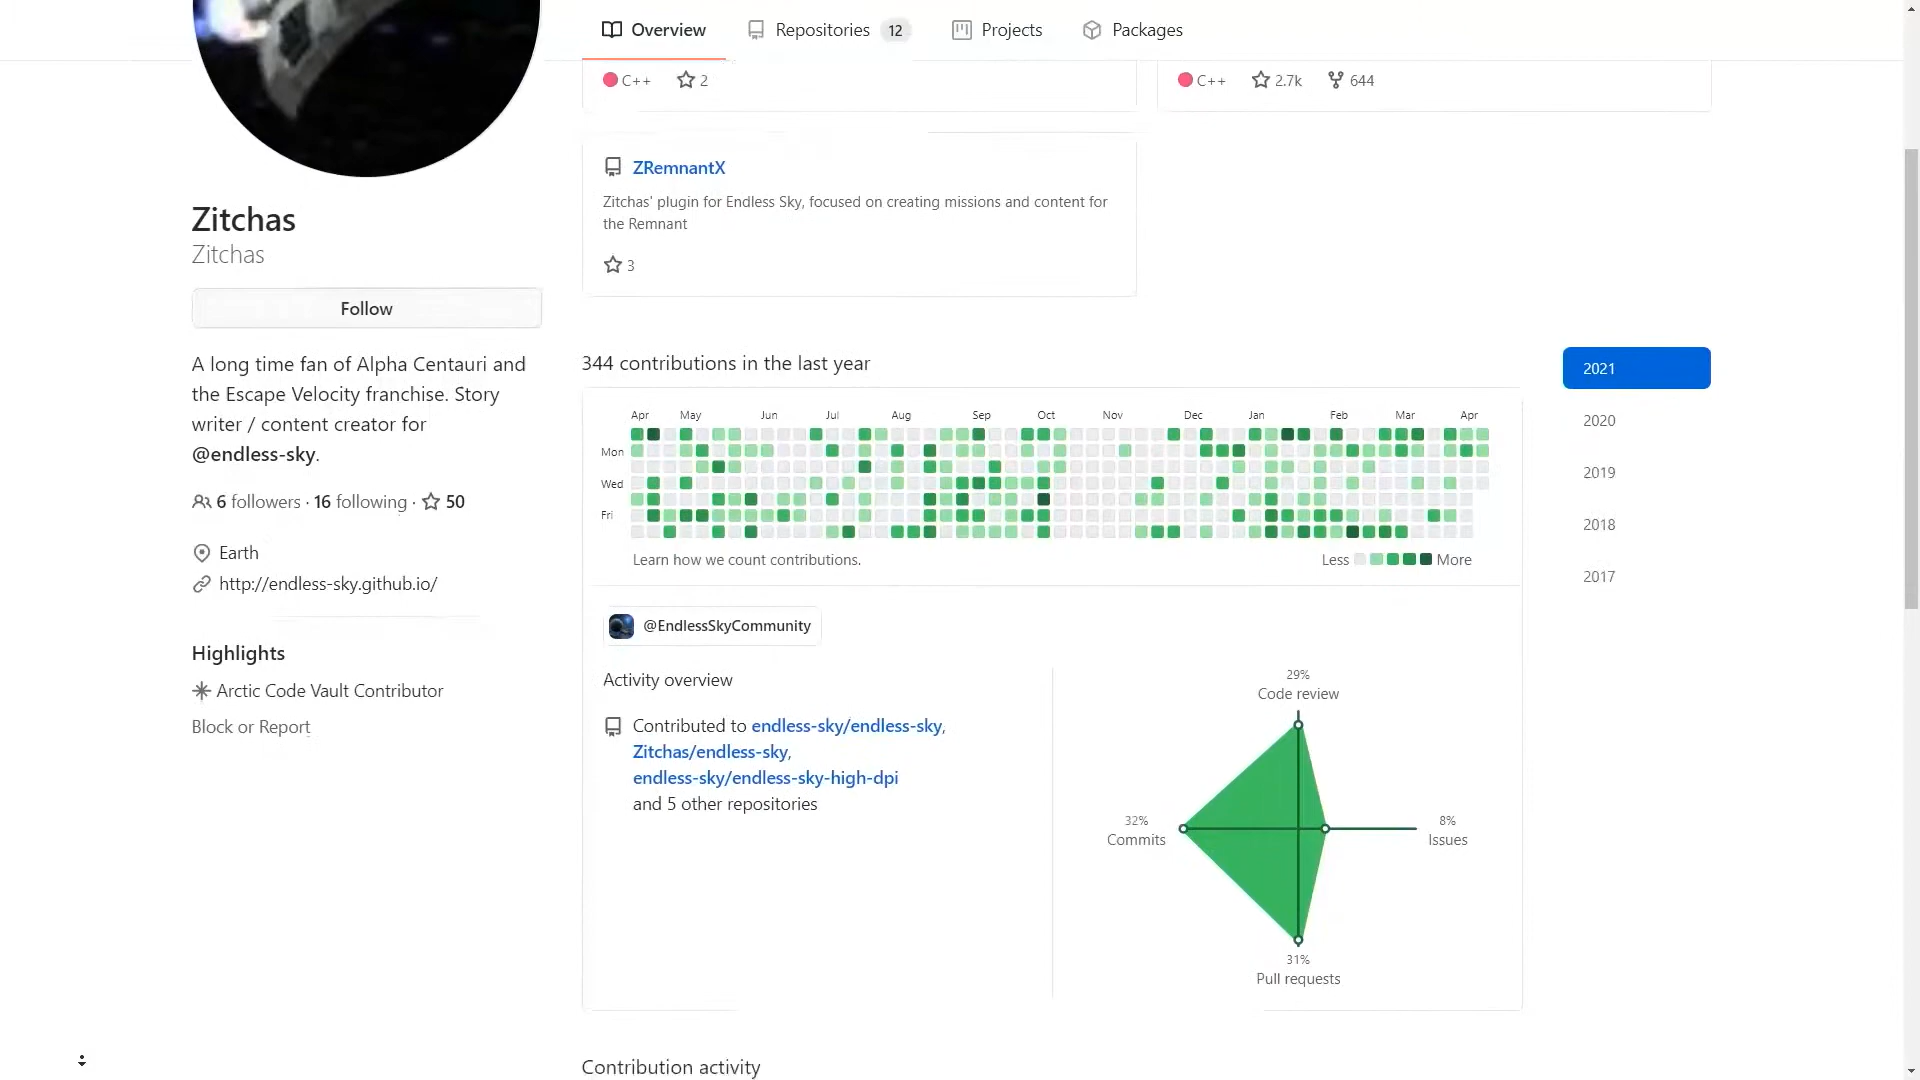 Overview Repositories 12 Projects Packages
C++ 2
C++ 2.7k 644
ZRemnantX
Zitchas' plugin for Endless Sky, focused on creating missions and content for
the Remnant
3
Zitchas
Zitchas
Follow
A long time fan of Alpha Centauri and
the Escape Velocity franchise. Story
writer / content creator for
@endless-sky.
6 followers · 16 following · 50
Earth
http://endless-sky.github.io/
Highlights
Arctic Code Vault Contributor
Block or Report
344 contributions in the last year
Apr May Jun Jul Aug Sep Oct Nov Dec Jan Feb Mar Apr
Mon
Wed
Fri
Learn how we count contributions.
Less More
2021
2020
2019
2018
2017
@EndlessSkyCommunity
Activity overview
Contributed to endless-sky/endless-sky,
Zitchas/endless-sky,
endless-sky/endless-sky-high-dpi
and 5 other repositories
29%
Code review
32%
Commits
8%
Issues
31%
Pull requests
Contribution activity